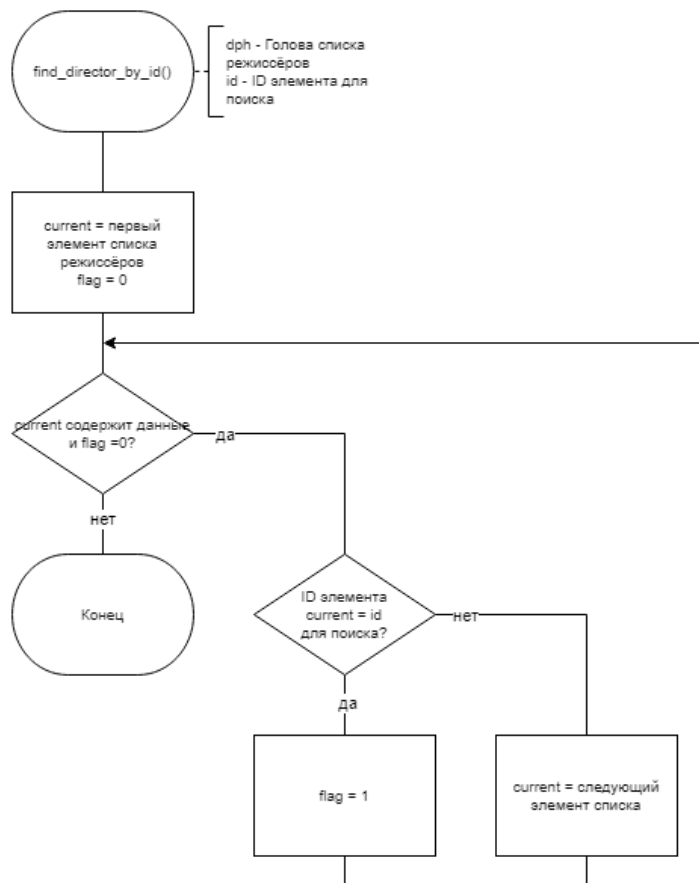 find_director_by_id()
dph - Голова списка
режиссёров
id - ID элемента для
поиска
current = первый
элемент списка
режиссёров
flag = 0
current содержит данные
и flag =0?
да
нет
Конец
ID элемента
current = id
для поиска?
нет
да
flag = 1
current = следующий
элемент списка